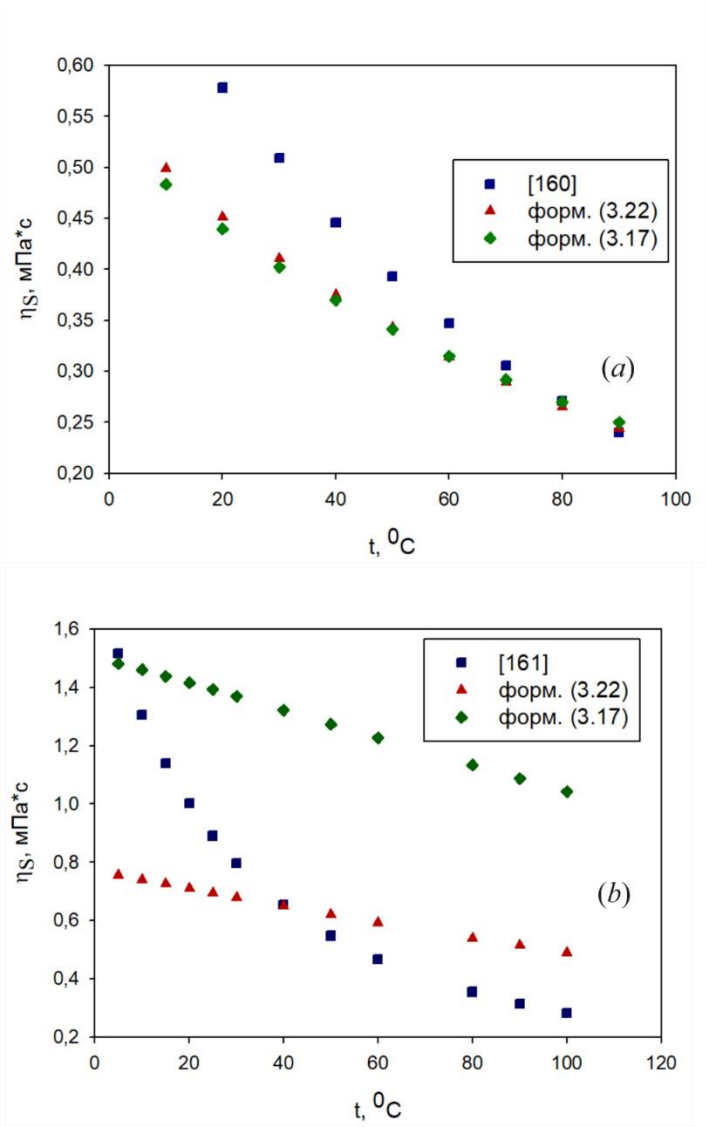 0,60
0,55
0,50
0,45
0,40
0,35
0,30
0,25
0,20
ηS, мПа*с
[160]
форм. (3.22)
форм. (3.17)
(a)
0 20 40 60 80 100
t, ⁰C
1,6
1,4
1,2
1,0
0,8
0,6
0,4
0,2
ηS, мПа*с
[161]
форм. (3.22)
форм. (3.17)
(b)
0 20 40 60 80 100 120
t, ⁰C